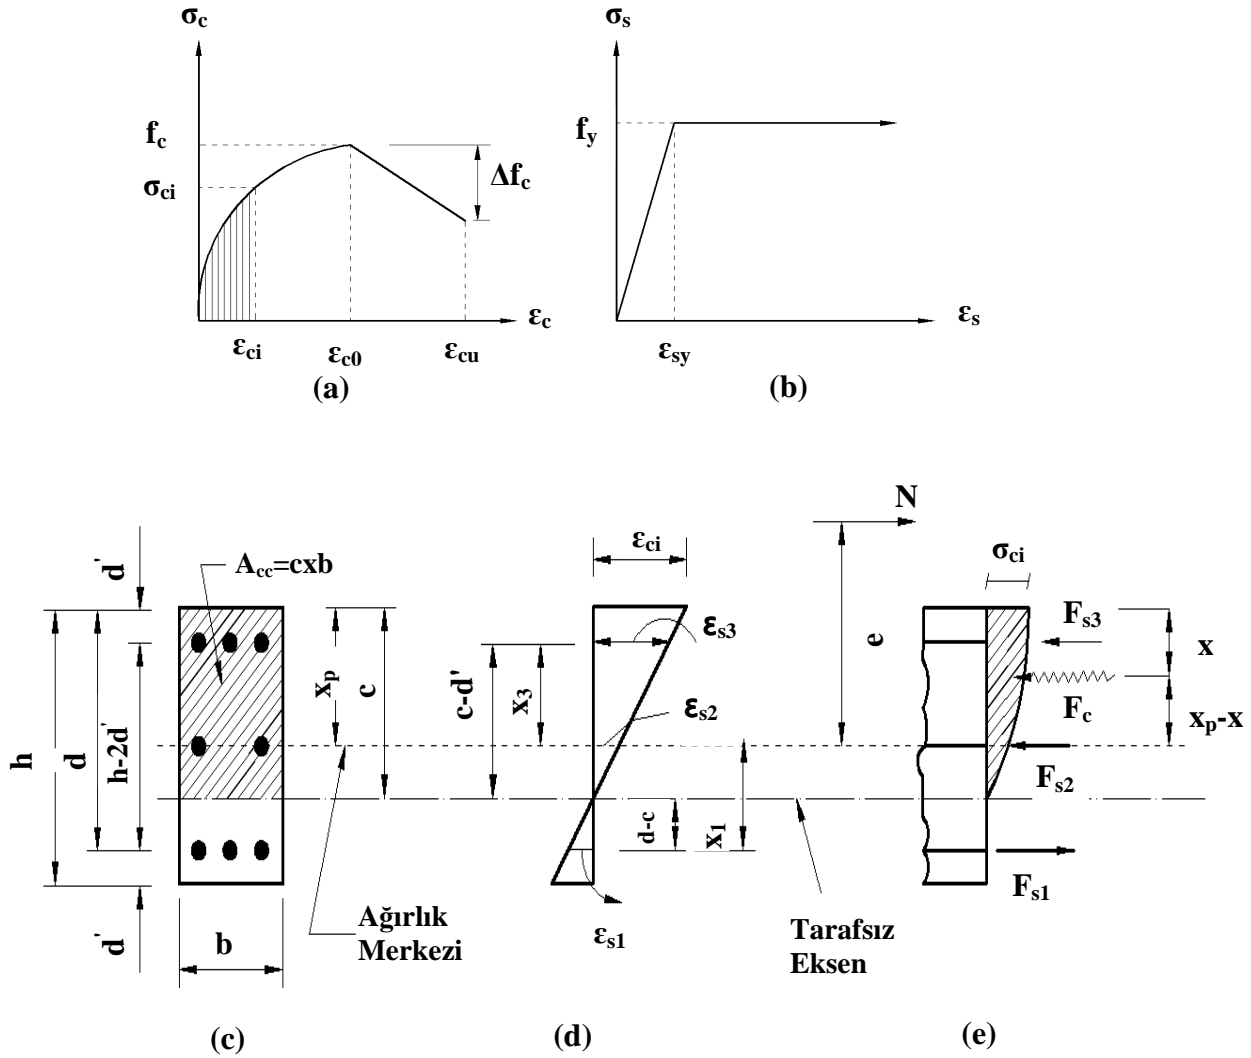 σc
fc
σci
Δfc
εc
εci
εc0
εcu
(a)
σs
fy
εs
εsy
(b)
d'
Acc=cxb
h
d
h-2d'
xp
c
d'
b
Ağırlık
Merkezi
(c)
εci
εs3
c-d'
x3
εs2
d-c
x1
εs1
(d)
N
e
σci
Fs3
x
Fc
xp-x
Fs2
Fs1
Tarafsız
Eksen
(e)